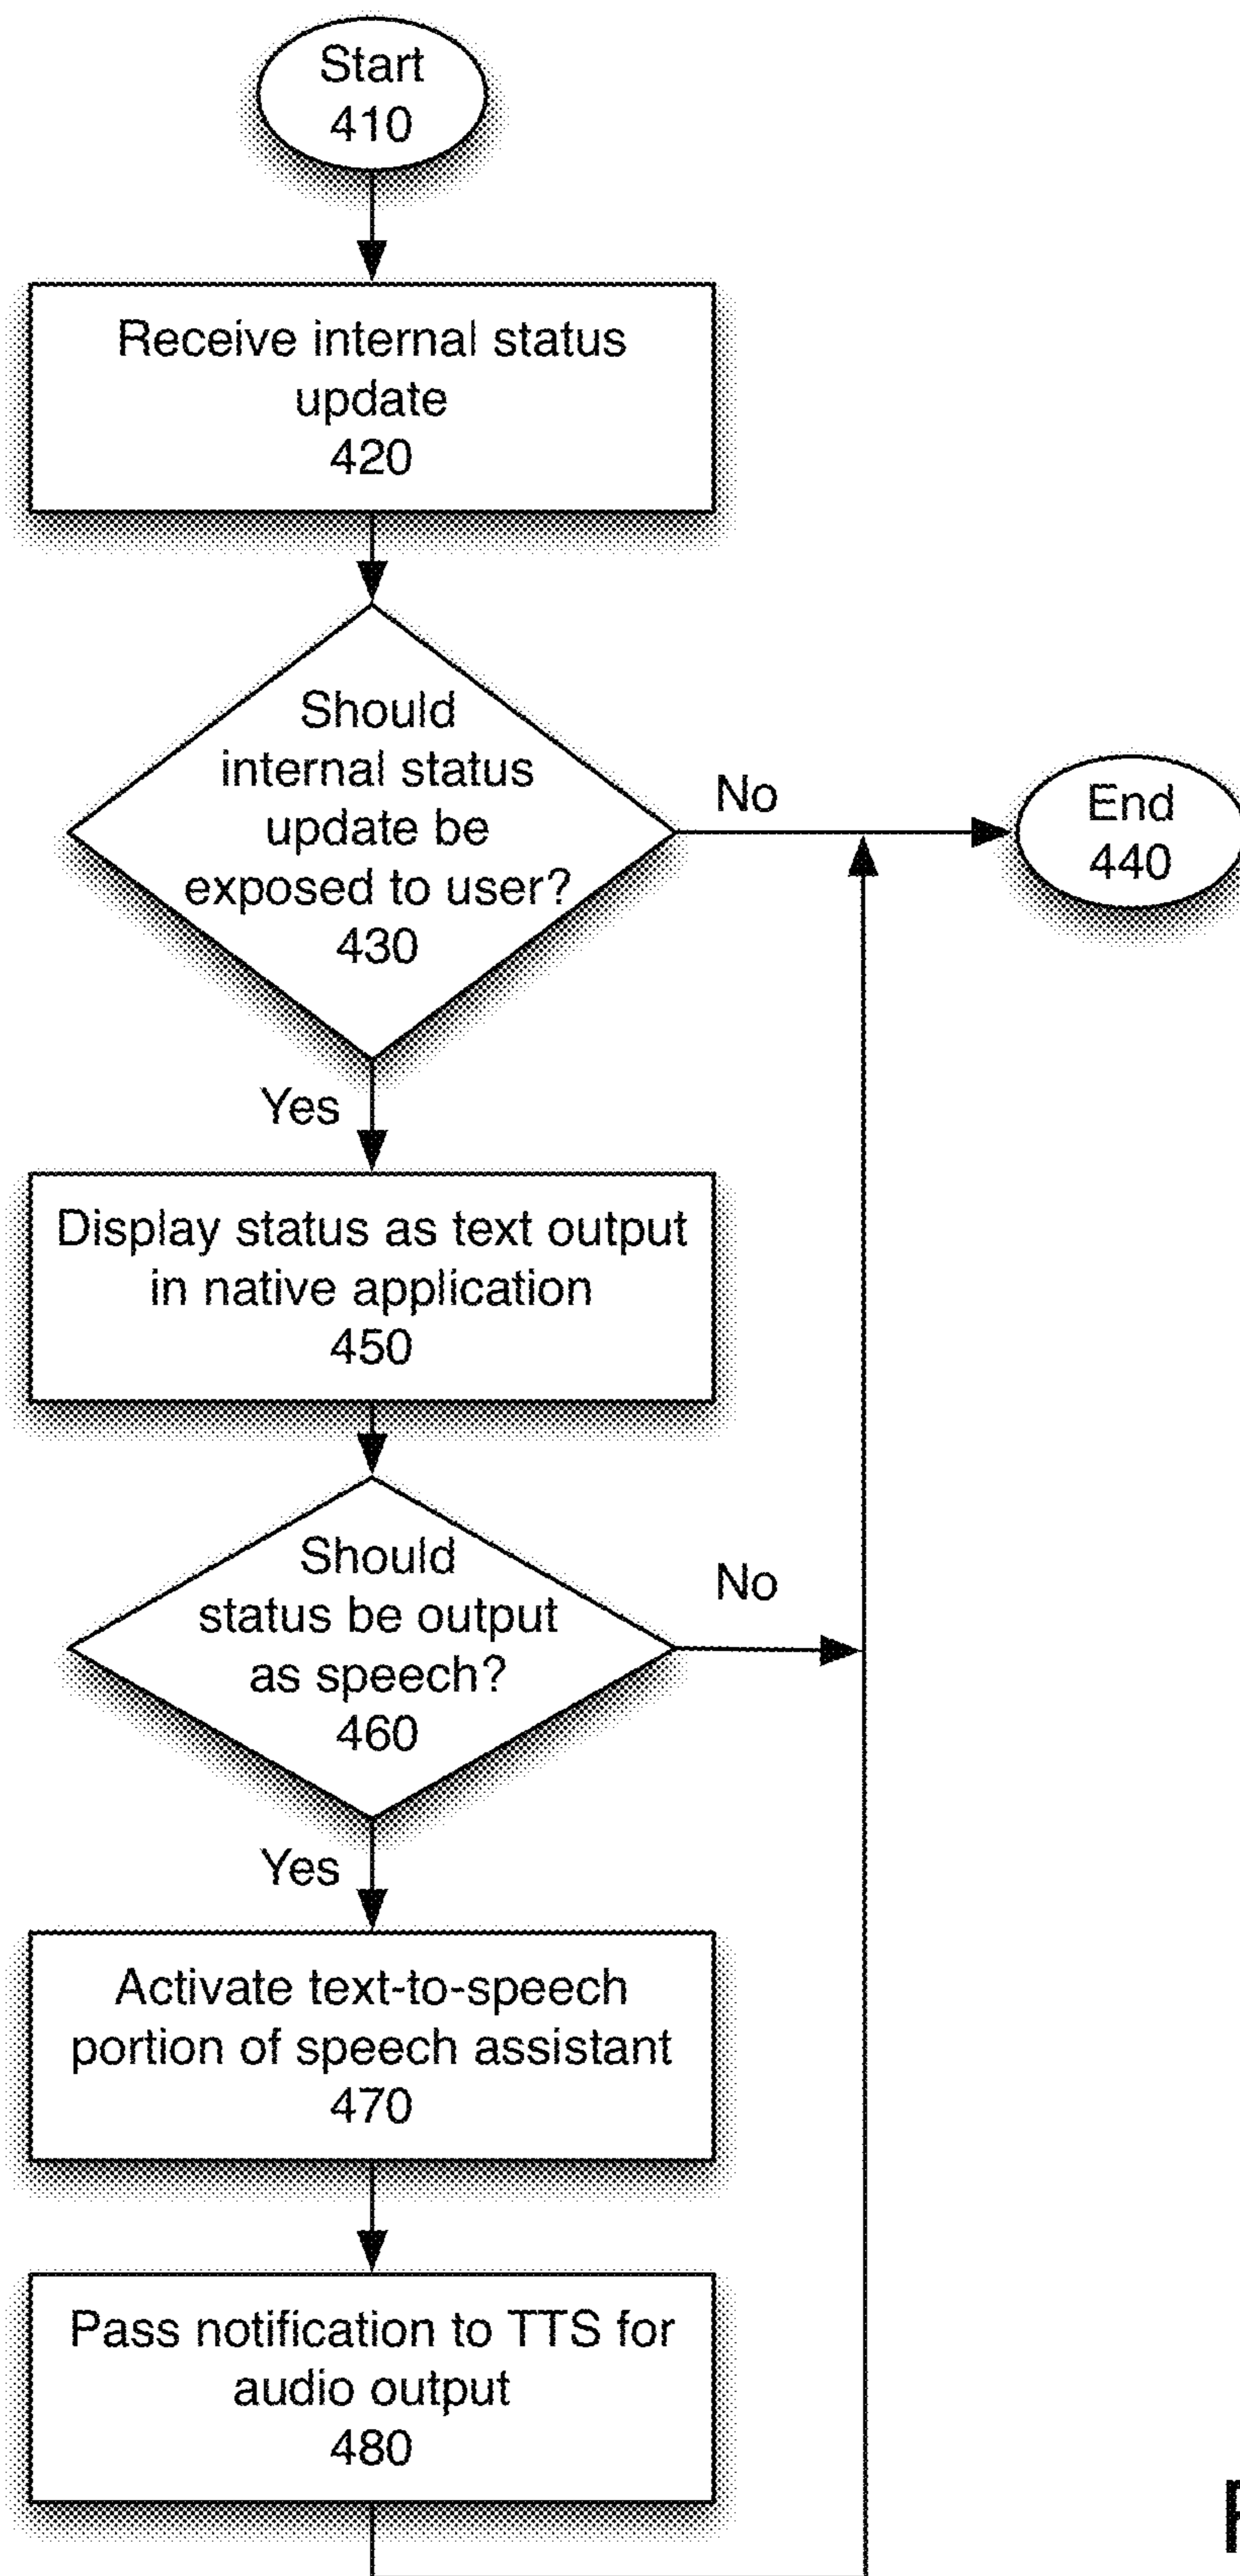 Start
410
Receive internal status
update
420
Should
internal status
update be
exposed to user?
430
No
End
440
Yes
Display status as text output
in native application
450
Should
status be output
as speech?
460
No
Yes
Activate text-to-speech
portion of speech assistant
470
Pass notification to TTS for
audio output
480